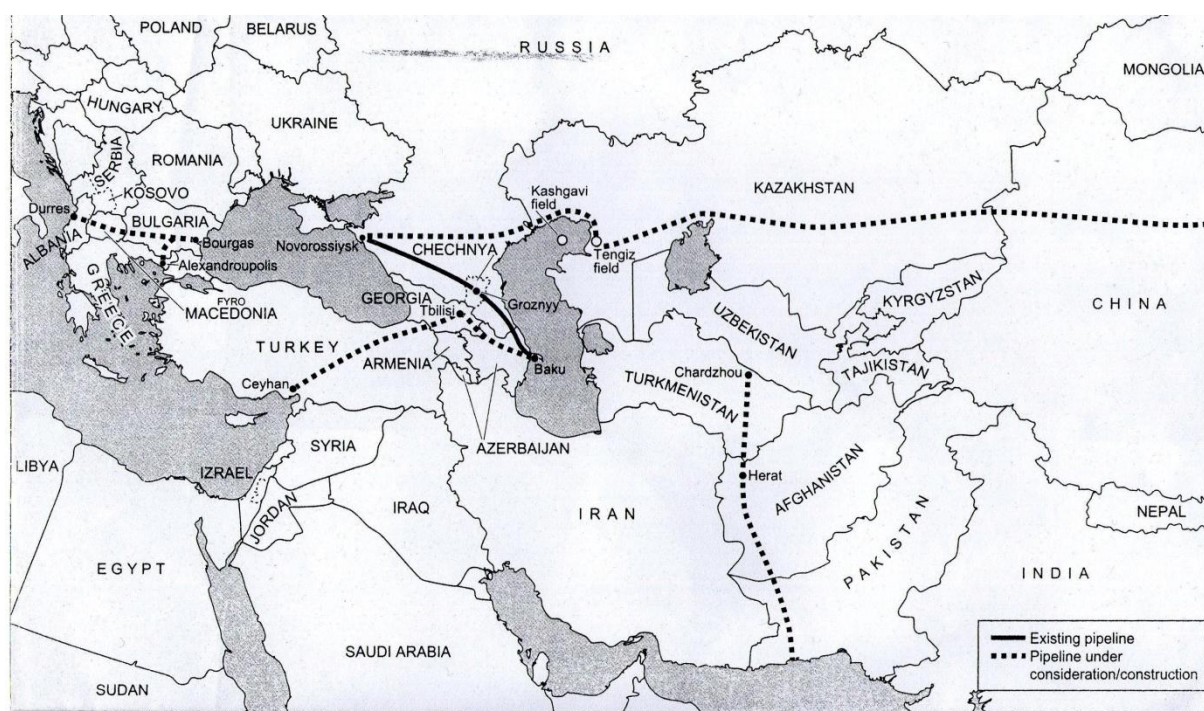 POLAND
BELARUS
RUSSIA
MONGOLIA
HUNGARY
UKRAINE
SERBIA
ROMANIA
KAZAKHSTAN
Kashgavi
field
KOSOVO
Durres
BULGARIA
Bourgas
Novorossiysk
CHECHNYA
Tengiz
field
ALBANIA
Alexandroupolis
GREECE
FYRO
MACEDONIA
GEORGIA
Tbilisi
Groznyy
KYRGYZSTAN
CHINA
UZBEKISTAN
TURKEY
ARMENIA
Baku
Chardzhou
TAJIKISTAN
Ceyhan
TURKMENISTAN
AZERBAIJAN
SYRIA
LIBYA
IZRAEL
Herat
AFGHANISTAN
JORDAN
IRAQ
IRAN
PAKISTAN
NEPAL
EGYPT
INDIA
SAUDI ARABIA
SUDAN
Existing pipeline
Pipeline under
consideration/construction